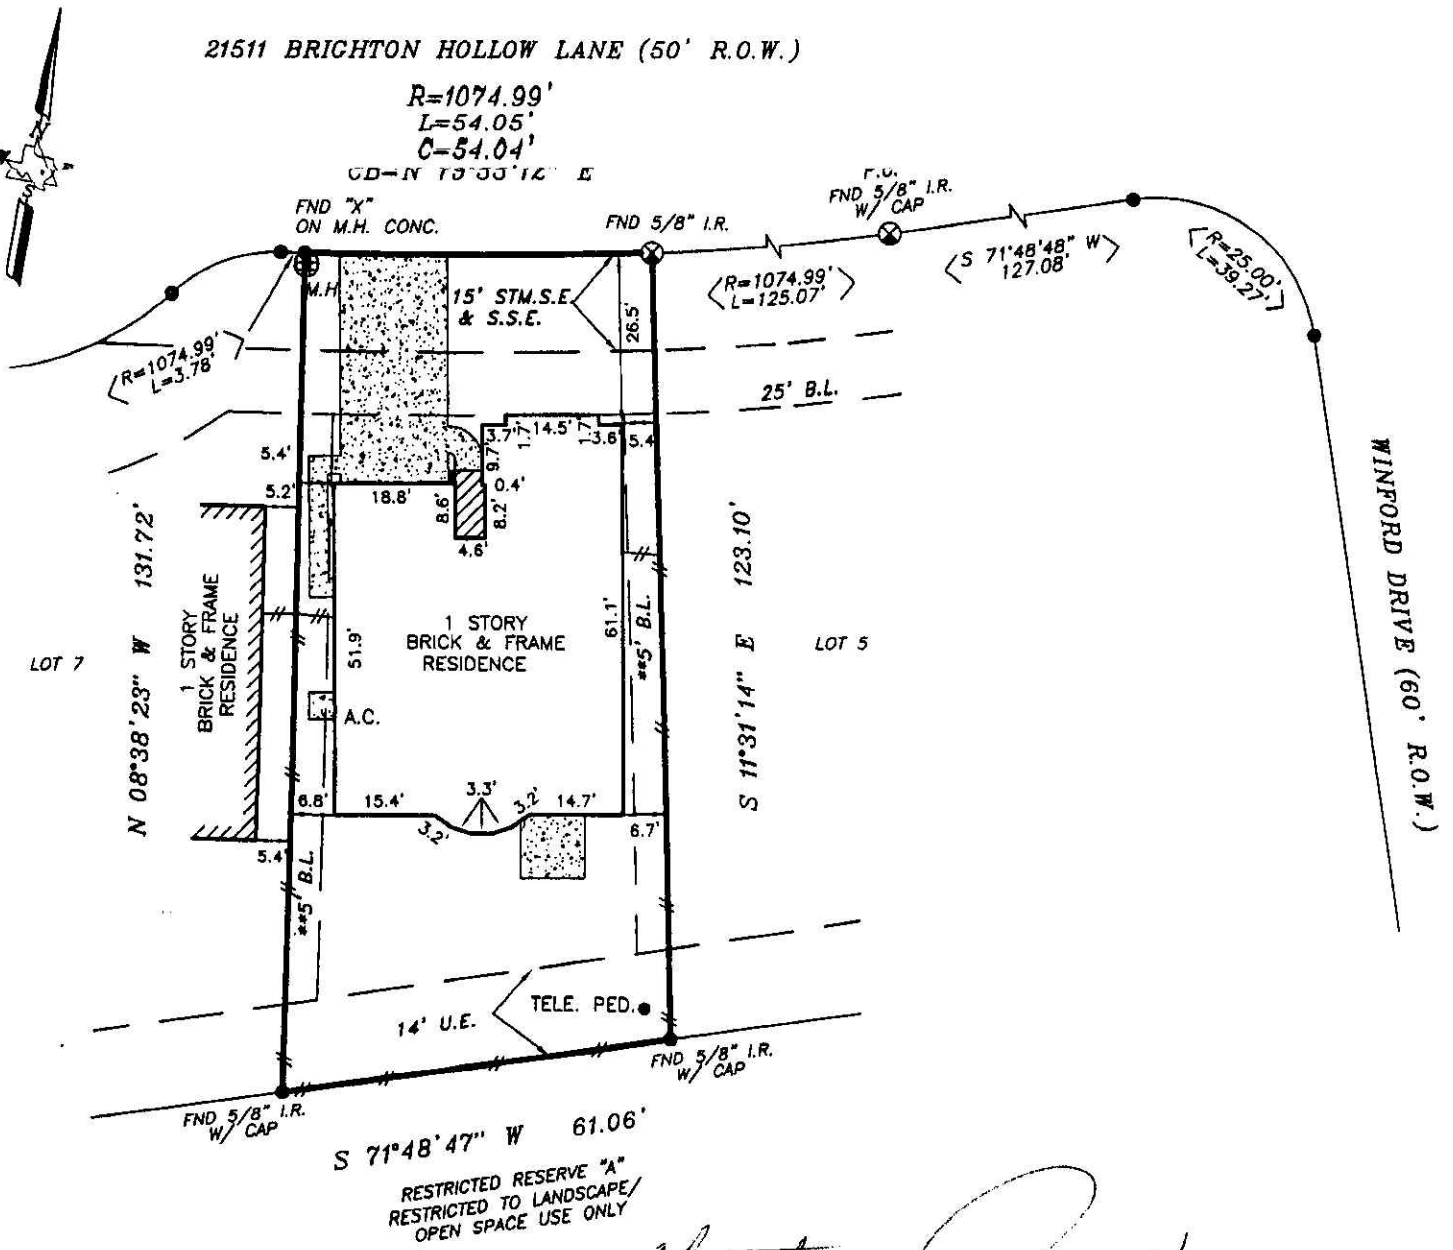 21511 BRIGHTON HOLLOW LANE (50' R.O.W.)
R=1074.99'
L=54.05'
C=54.04'
E
FND "X"
ON M.H. CONC.
FND 5/8" I.R.
FND 5/8" I.R.
W/ CAP
M.H
15' STM.S.E.
& S.S.E.
26.5'
R=1074.99'
L=125.07'
S 71°48'48" W
127.08'
R=25.00'
L=39.27'
R=1074.99'
L=3.78'
25' B.L.
5.4'
3.7'
1.7'
14.5'
1.7'
3.6'
5.4'
9.7'
5.2'
18.8'
0.4'
8.6'
8.2'
4.6'
N 08°38'23" W 131.72'
1 STORY
BRICK & FRAME
RESIDENCE
LOT 7
51.9'
1 STORY
BRICK & FRAME
RESIDENCE
61.1'
**5' B.L.
S 11°31'14" E 123.10'
LOT 5
WINFORD DRIVE (60' R.O.W.)
A.C.
6.8'
15.4'
3.3'
3.2'
3.2'
14.7'
6.7'
5.4'
**5' B.L.
14' U.E.
TELE. PED.
FND 5/8" I.R.
W/ CAP
FND 5/8" I.R.
W/ CAP
S 71°48'47" W 61.06'
RESTRICTED RESERVE "A"
RESTRICTED TO LANDSCAPE/
OPEN SPACE USE ONLY